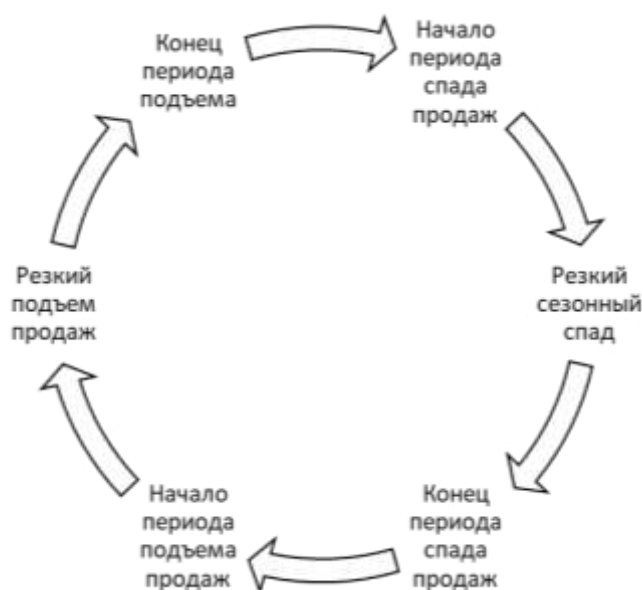 Конец
периода
подъема
Начало
периода
спада
продаж
Резкий
сезонный
спад
Конец
периода
спада
продаж
Начало
периода
подъема
продаж
Резкий
подъем
продаж